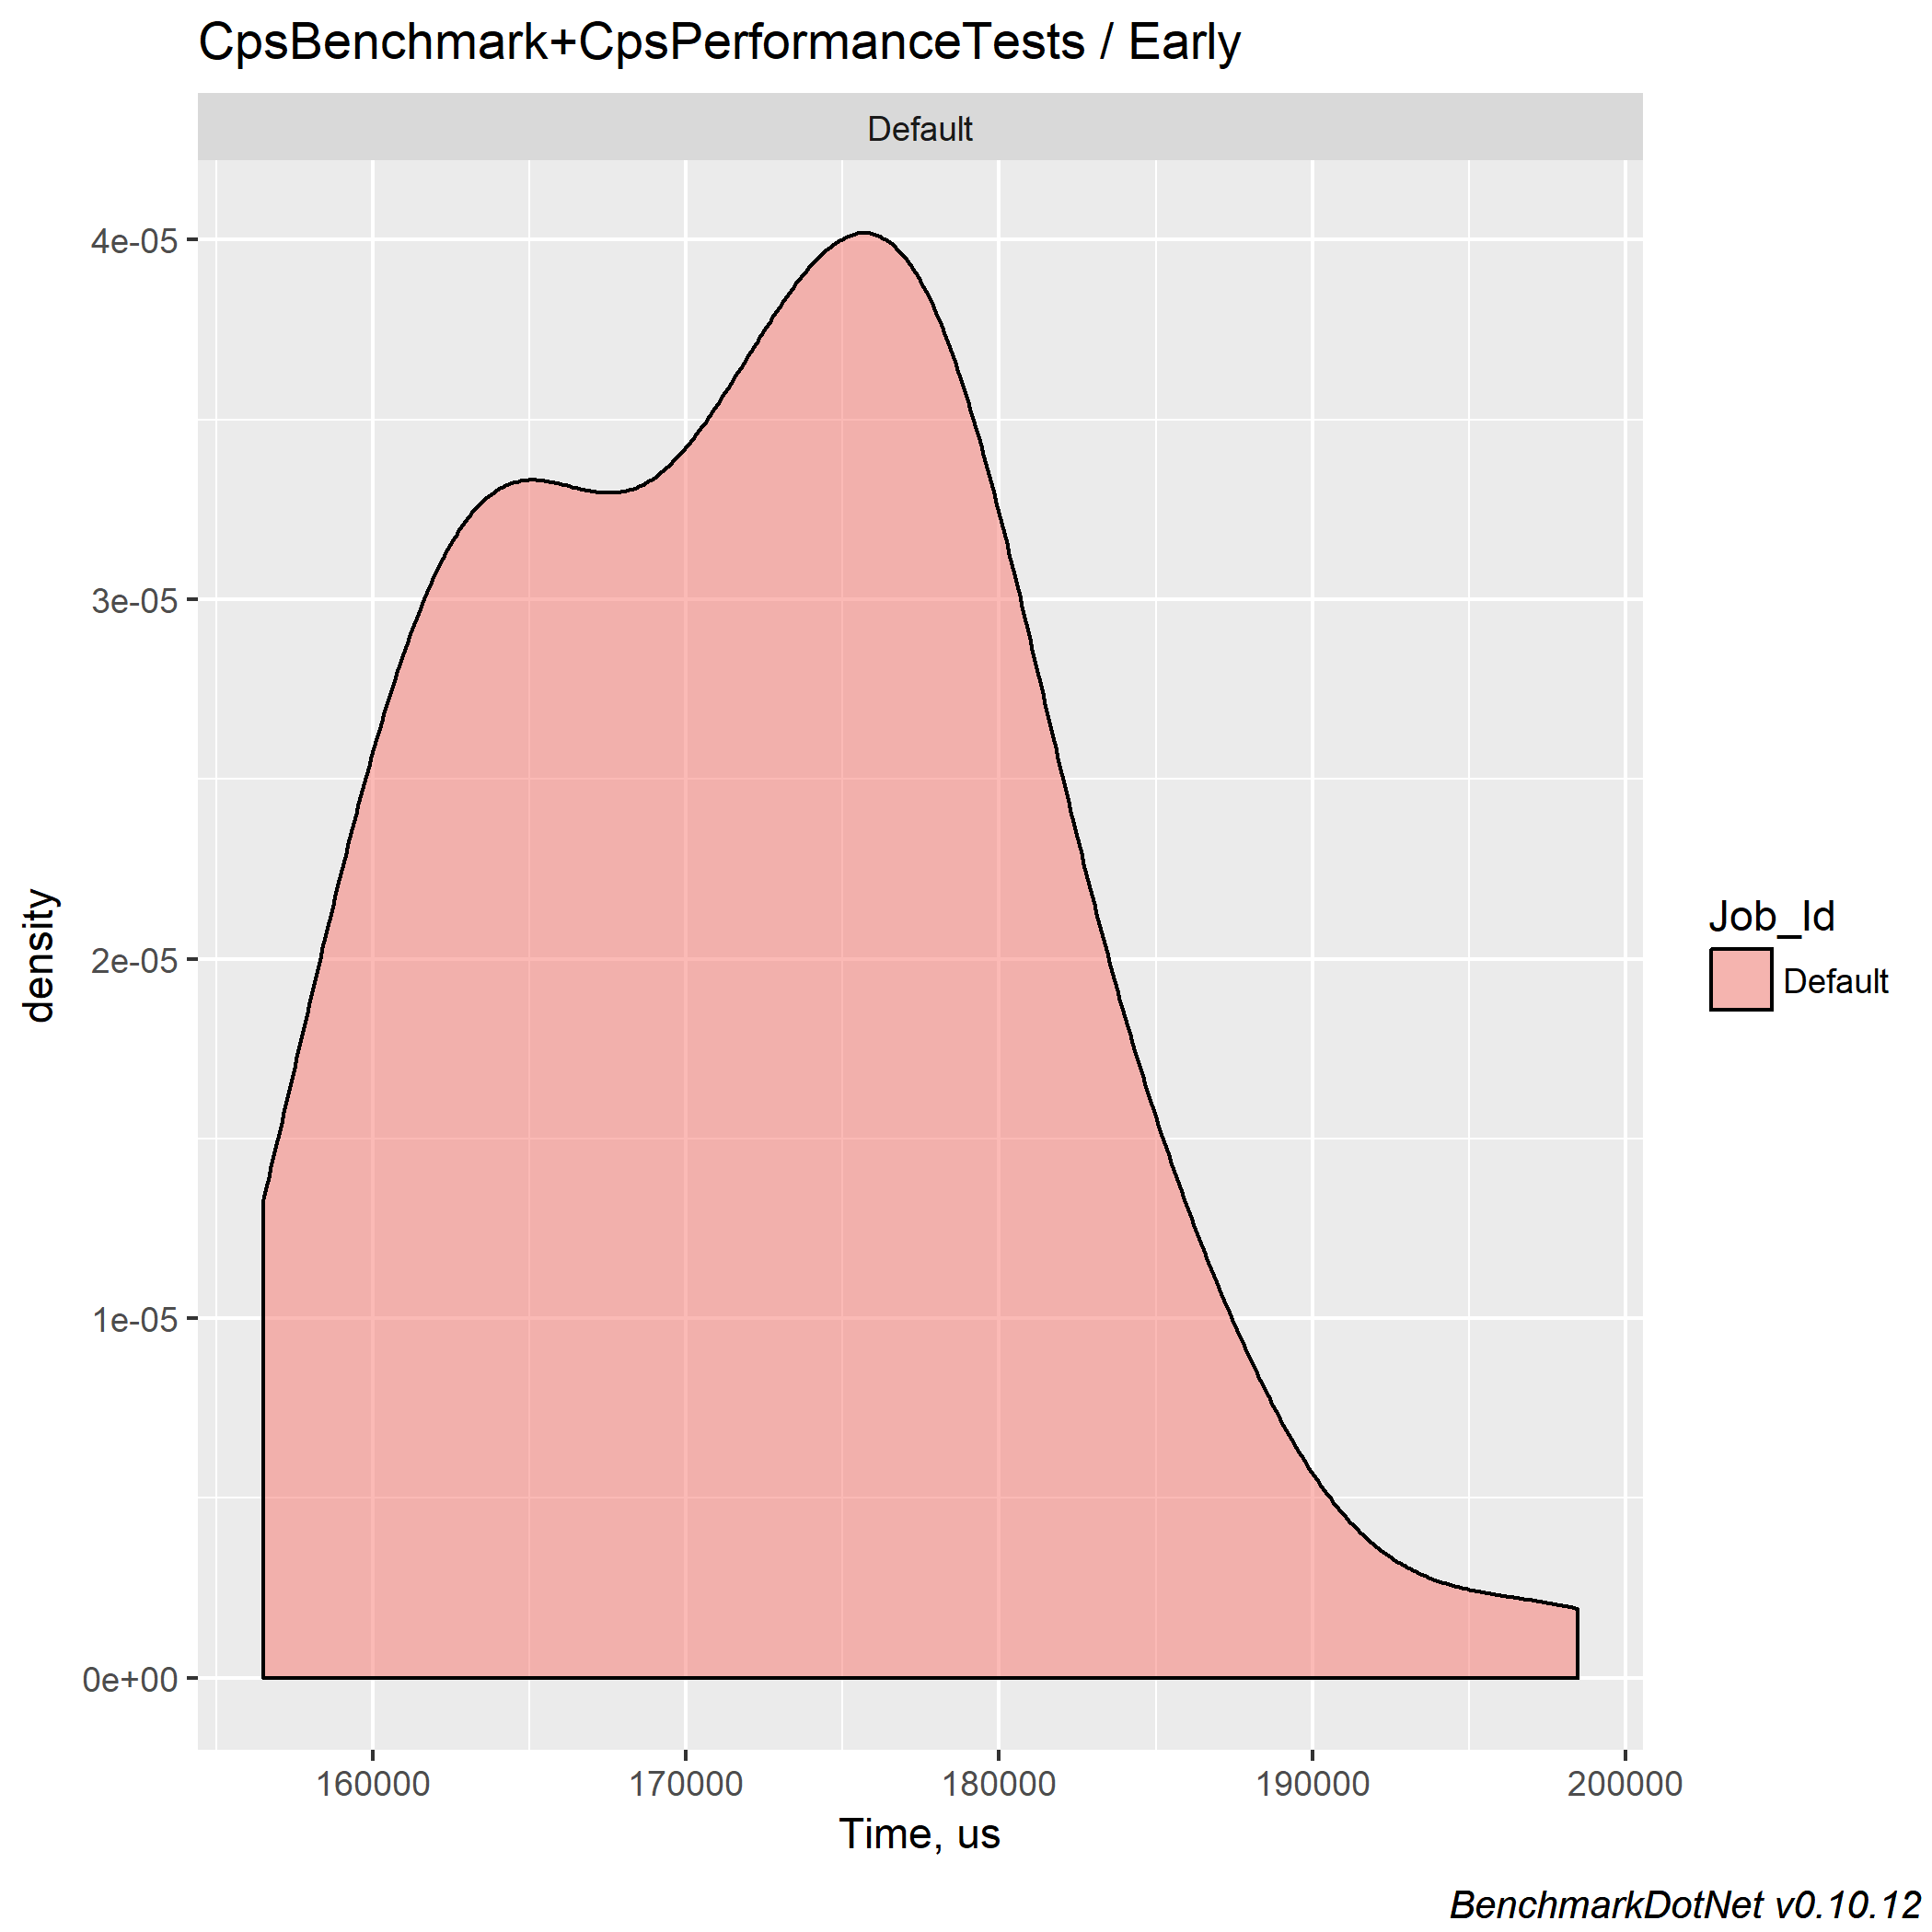 CpsBenchmark+CpsPerformanceTests / Early
Default
4e-05
3e-05
2e-05
1e-05
0e+00
density
160000 170000 180000 190000 200000
Time, us
Job_Id
Default
BenchmarkDotNet v0.10.12